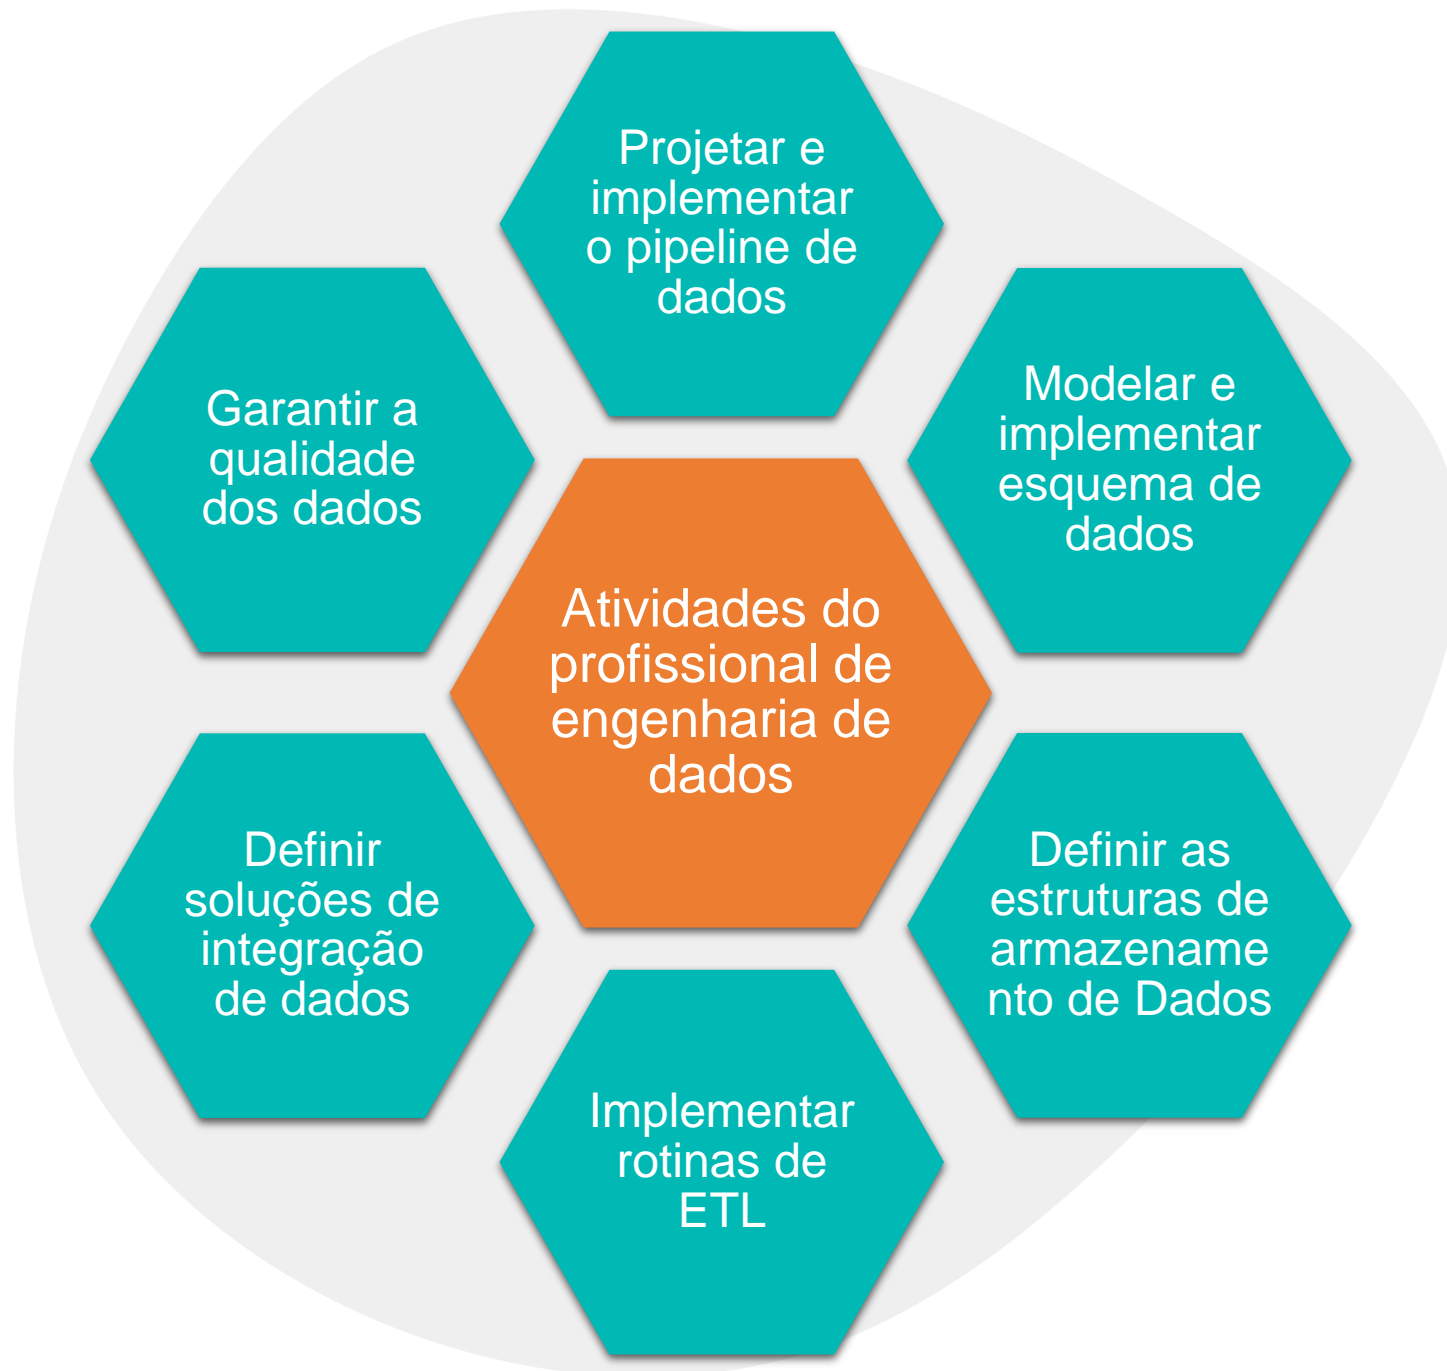 Projetar e
implementar
o pipeline de
dados
Modelar e
implementar
esquema de
dados
Garantir a
qualidade
dos dados
Atividades do
profissional de
engenharia de
dados
Definir
soluções de
integração
de dados
Definir as
estruturas de
armazename
nto de Dados
Implementar
rotinas de
ETL